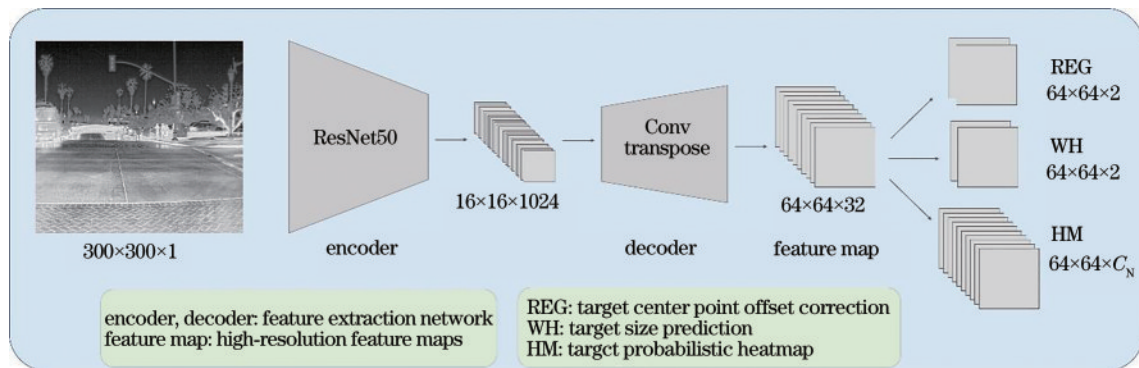 REG
64×64×2
ResNet50
Conv
transpose
WH
64×64×2
16×16×1024
64×64×32
HM
64×64×C_N
300×300×1
encoder
decoder
feature map
encoder, decoder: feature extraction network
feature map: high-resolution feature maps
REG: target center point offset correction
WH: target size prediction
HM: targct probabilistic heatmap